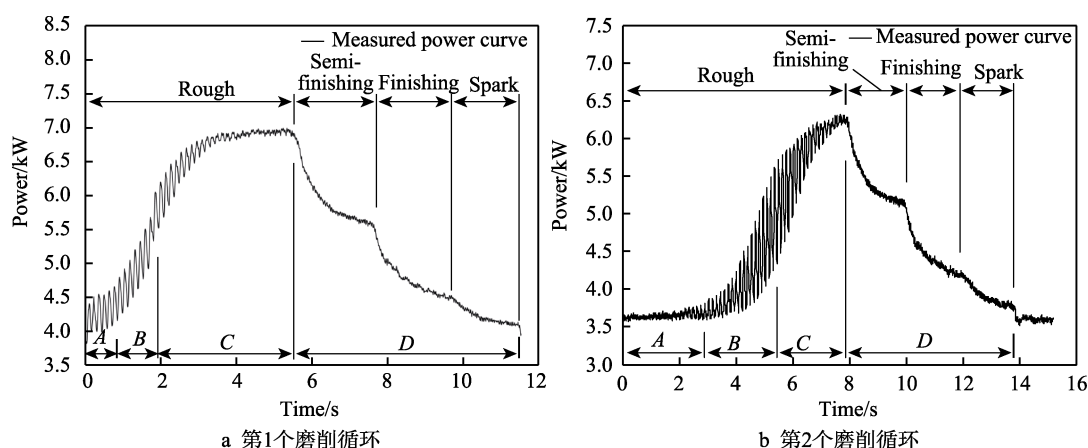 8.5
8.0
7.5
7.0
6.5
6.0
5.5
5.0
4.5
4.0
3.5
Power/kW
Measured power curve
Rough
Semi-
finishing
Finishing
Spark
A
B
C
D
0 2 4 6 8 10 12
Time/s
a 第1个磨削循环
7.5
7.0
6.5
6.0
5.5
5.0
4.5
4.0
3.5
3.0
Power/kW
Measured power curve
Rough
Semi-
finishing
Finishing
Spark
A
B
C
D
0 2 4 6 8 10 12 14 16
Time/s
b 第2个磨削循环